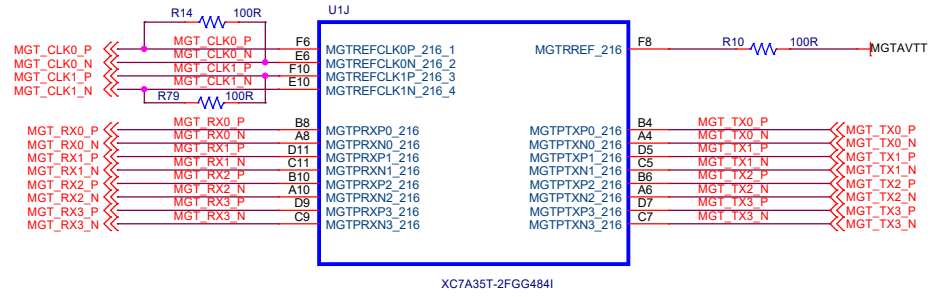 R14 100R U1J
MGT_CLK0_P MGT_CLK0_P F6 MGTREFCLK0P_216_1 MGTRREF_216 F8 R10 100R MGTAVTT
MGT_CLK0_N MGT_CLK0_N E6 MGTREFCLK0N_216_2
MGT_CLK1_P MGT_CLK1_P F10 MGTREFCLK1P_216_3
MGT_CLK1_N MGT_CLK1_N E10 MGTREFCLK1N_216_4
R79 100R
MGT_RX0_P MGT_RX0_P B8 MGTPRXP0_216 MGTPTXP0_216 B4 MGT_TX0_P MGT_TX0_P
MGT_RX0_N MGT_RX0_N A8 MGTPRXN0_216 MGTPTXN0_216 A4 MGT_TX0_N MGT_TX0_N
MGT_RX1_P MGT_RX1_P D11 MGTPRXP1_216 MGTPTXP1_216 D5 MGT_TX1_P MGT_TX1_P
MGT_RX1_N MGT_RX1_N C11 MGTPRXN1_216 MGTPTXN1_216 C5 MGT_TX1_N MGT_TX1_N
MGT_RX2_P MGT_RX2_P B10 MGTPRXP2_216 MGTPTXP2_216 B6 MGT_TX2_P MGT_TX2_P
MGT_RX2_N MGT_RX2_N A10 MGTPRXN2_216 MGTPTXN2_216 A6 MGT_TX2_N MGT_TX2_N
MGT_RX3_P MGT_RX3_P D9 MGTPRXP3_216 MGTPTXP3_216 D7 MGT_TX3_P MGT_TX3_P
MGT_RX3_N MGT_RX3_N C9 MGTPRXN3_216 MGTPTXN3_216 C7 MGT_TX3_N MGT_TX3_N
XC7A35T-2FGG484I